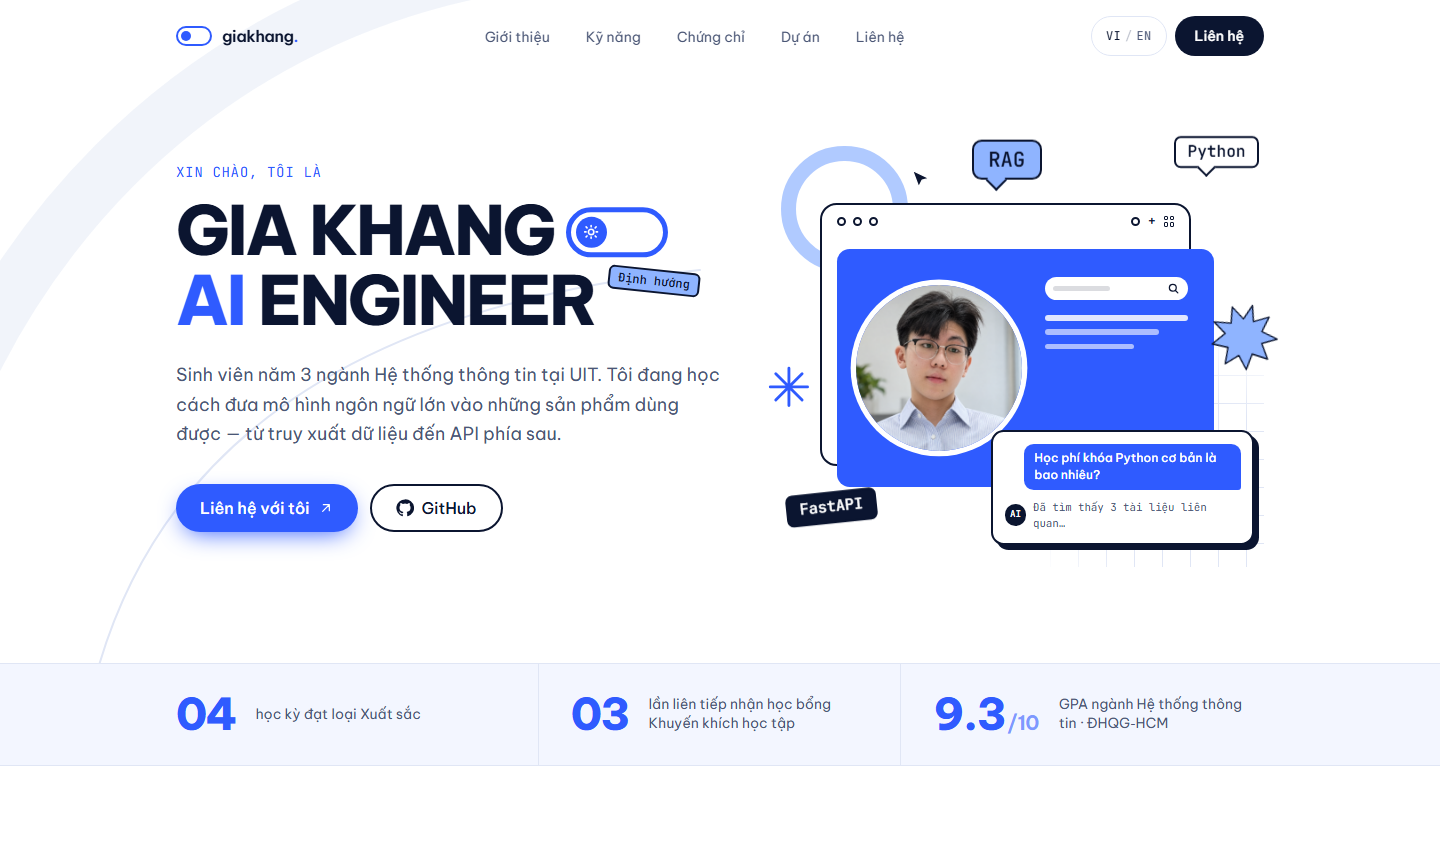 giakhang.
Giới thiệu
Kỹ năng
Chứng chỉ
Dự án
Liên hệ
VI / EN
Liên hệ
XIN CHÀO, TÔI LÀ
GIA KHANG
AI ENGINEER
Định hướng
Sinh viên năm 3 ngành Hệ thống thông tin tại UIT. Tôi đang học
cách đưa mô hình ngôn ngữ lớn vào những sản phẩm dùng
được — từ truy xuất dữ liệu đến API phía sau.
Liên hệ với tôi
GitHub
RAG
Python
FastAPI
Học phí khóa Python cơ bản là
bao nhiêu?
AI
Đã tìm thấy 3 tài liệu liên
quan…
04
học kỳ đạt loại Xuất sắc
03
lần liên tiếp nhận học bổng
Khuyến khích học tập
9.3/10
GPA ngành Hệ thống thông
tin · ĐHQG-HCM